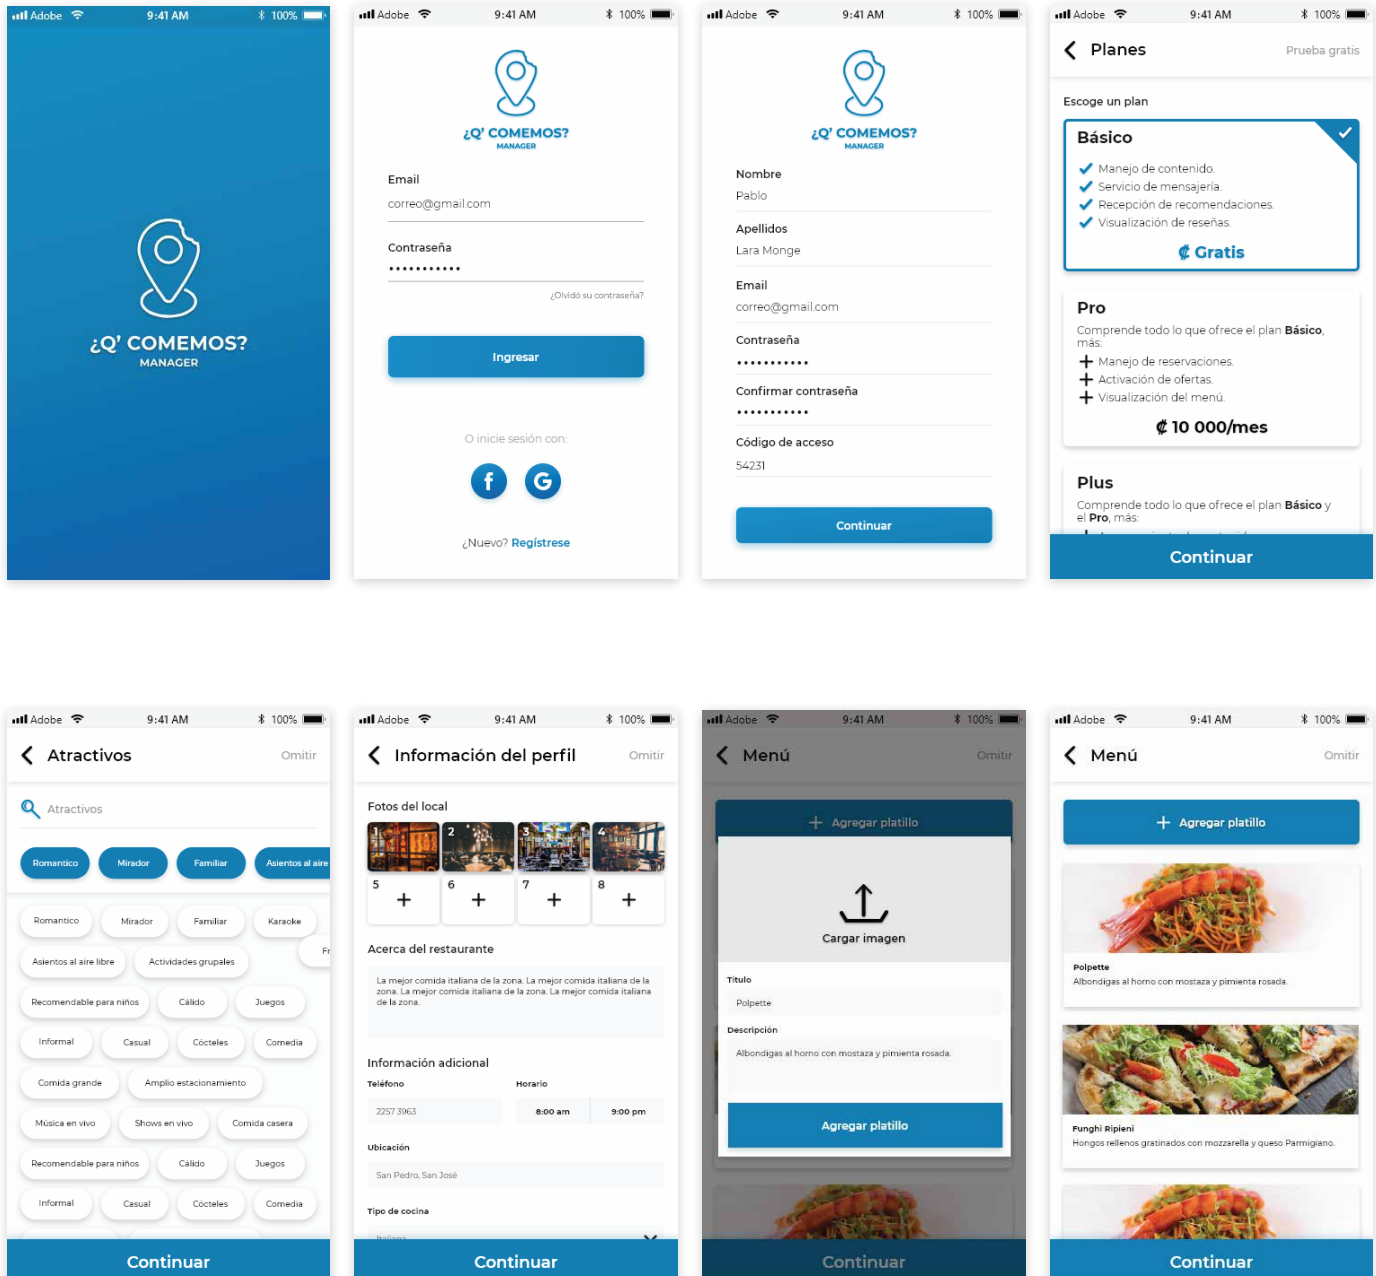 Adobe 9:41 AM 100%
¿Q' COMEMOS?
MANAGER
Adobe 9:41 AM 100%
¿Q' COMEMOS?
MANAGER
Email
correo@gmail.com
Contraseña
•••••••••••
¿Olvidó su contraseña?
Ingresar
O inicie sesión con:
f G
¿Nuevo? Regístrese
Adobe 9:41 AM 100%
¿Q' COMEMOS?
MANAGER
Nombre
Pablo
Apellidos
Lara Monge
Email
correo@gmail.com
Contraseña
•••••••••••
Confirmar contraseña
•••••••••••
Código de acceso
54231
Continuar
Adobe 9:41 AM 100%
Planes Prueba gratis
Escoge un plan
Básico
Manejo de contenido.
Servicio de mensajería.
Recepción de recomendaciones.
Visualización de reseñas.
₡ Gratis
Pro
Comprende todo lo que ofrece el plan Básico,
más:
Manejo de reservaciones.
Activación de ofertas.
Visualización del menú.
₡ 10 000/mes
Plus
Comprende todo lo que ofrece el plan Básico y
el Pro, más:
Continuar
Adobe 9:41 AM 100%
Atractivos Omitir
Atractivos
Romantico Mirador Familiar Asientos al aire
Romantico Mirador Familiar Karaoke
Fr
Asientos al aire libre Actividades grupales
Recomendable para niños Cálido Juegos
Informal Casual Cócteles Comedia
Comida grande Amplio estacionamiento
Música en vivo Shows en vivo Comida casera
Recomendable para niños Cálido Juegos
Informal Casual Cócteles Comedia
Continuar
Adobe 9:41 AM 100%
Información del perfil Omitir
Fotos del local
1 2 3 4
5 6 7 8
Acerca del restaurante
La mejor comida italiana de la zona. La mejor comida italiana de la
zona. La mejor comida italiana de la zona. La mejor comida italiana
de la zona.
Información adicional
Teléfono Horario
2257 3963 8:00 am 9:00 pm
Ubicación
San Pedro, San José
Tipo de cocina
Italiana
Continuar
Adobe 9:41 AM 100%
Menú Omitir
+ Agregar platillo
Cargar imagen
Título
Polpette
Descripción
Albondigas al horno con mostaza y pimienta rosada.
Agregar platillo
Continuar
Adobe 9:41 AM 100%
Menú Omitir
+ Agregar platillo
Polpette
Albondigas al horno con mostaza y pimienta rosada.
Funghi Ripieni
Hongos rellenos gratinados con mozzarella y queso Parmigiano.
Continuar